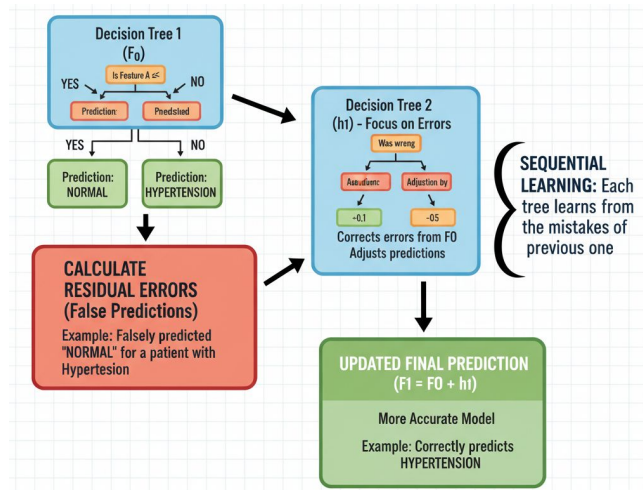 Decision Tree 1
(F₀)
Is Feature A ≤
YES
NO
Prediction:
Pnedslued
YES
NO
Prediction:
NORMAL
Prediction:
HYPERTENSION
CALCULATE
RESIDUAL ERRORS
(False Predictions)
Example: Falsely predicted
"NORMAL" for a patient with
Hypertesion
Decision Tree 2
(h1) - Focus on Errors
Was wreng
Adjustion by
+0,1
-05
Corrects errors from F0
Adjusts predictions
SEQUENTIAL
LEARNING: Each
tree learns from
the mistakes of
previous one
UPDATED FINAL PREDICTION
(F1 = F0 + h1)
More Accurate Model
Example: Correctly predicts
HYPERTENSION